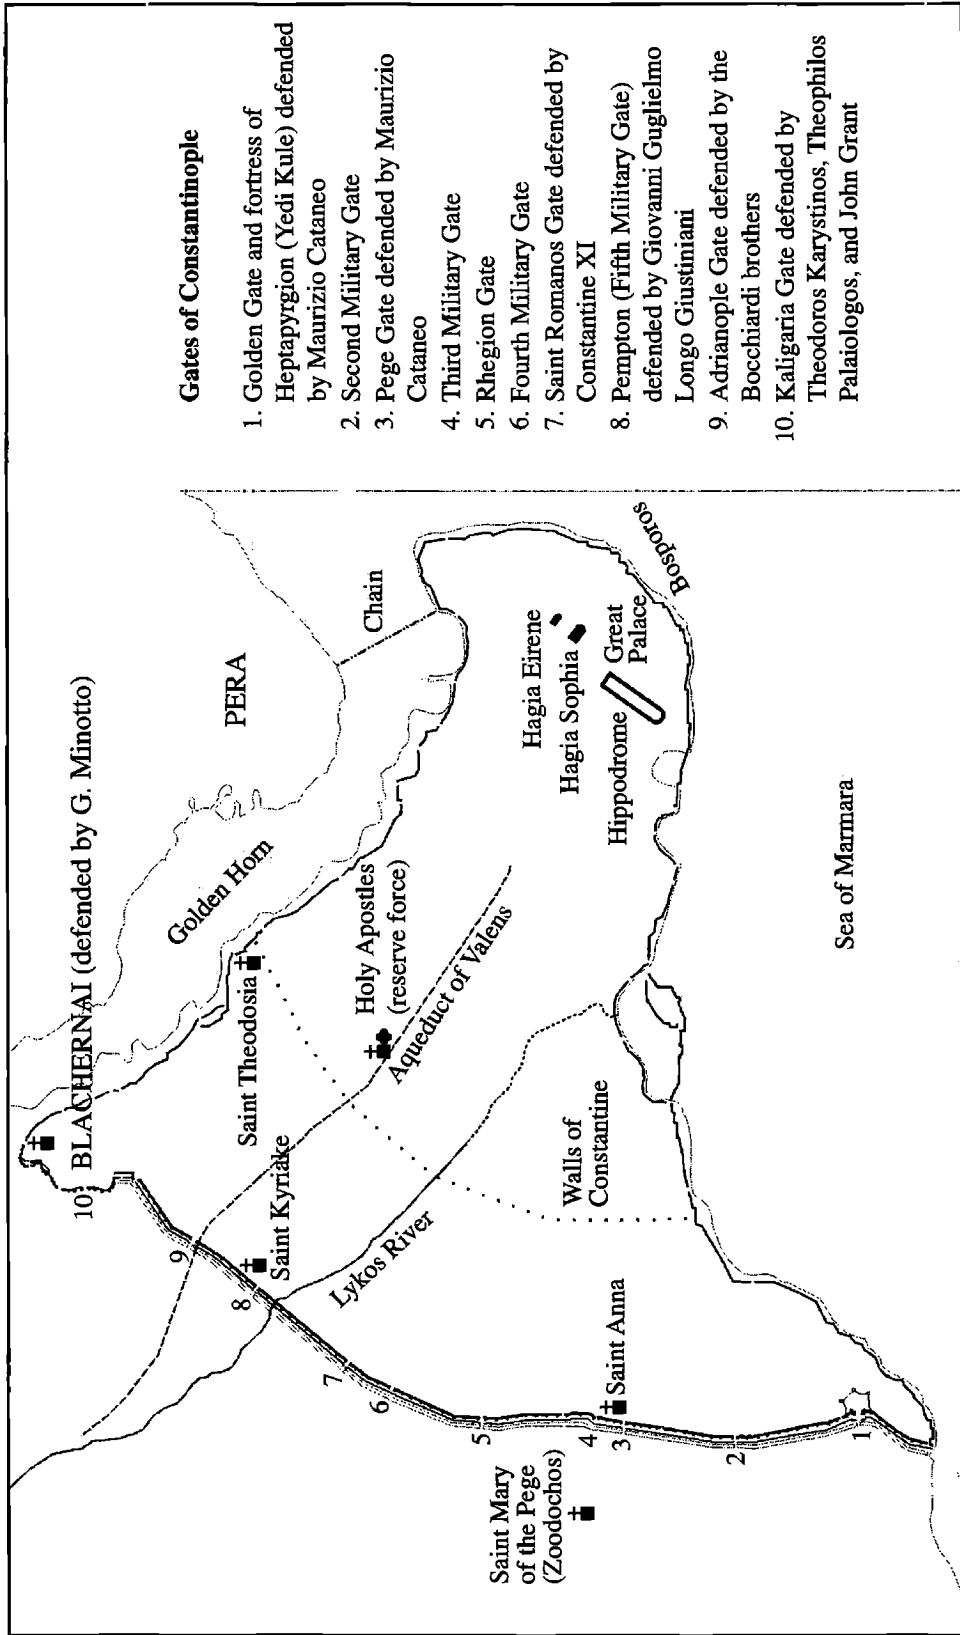 BLACHERNAI (defended by G. Minotto)
10
PERA
Golden Horn
Chain
9
Saint Theodosia
8
Saint Kyriake
Holy Apostles
(reserve force)
Aqueduct of Valens
7
Lykos River
6
Hagia Eirene
Hagia Sophia
Hippodrome
Great
Palace
Bosporos
5
Walls of
Constantine
Saint Mary
of the Pege
(Zoodochos)
4
3
Saint Anna
2
1
Sea of Marmara
Gates of Constantinople
1. Golden Gate and fortress of
Heptapyrgion (Yedi Kule) defended
by Maurizio Cataneo
2. Second Military Gate
3. Pege Gate defended by Maurizio
Cataneo
4. Third Military Gate
5. Rhegion Gate
6. Fourth Military Gate
7. Saint Romanos Gate defended by
Constantine XI
8. Pempton (Fifth Military Gate)
defended by Giovanni Guglielmo
Longo Giustiniani
9. Adrianople Gate defended by the
Bocchiardi brothers
10. Kaligaria Gate defended by
Theodoros Karystinos, Theophilos
Palaiologos, and John Grant